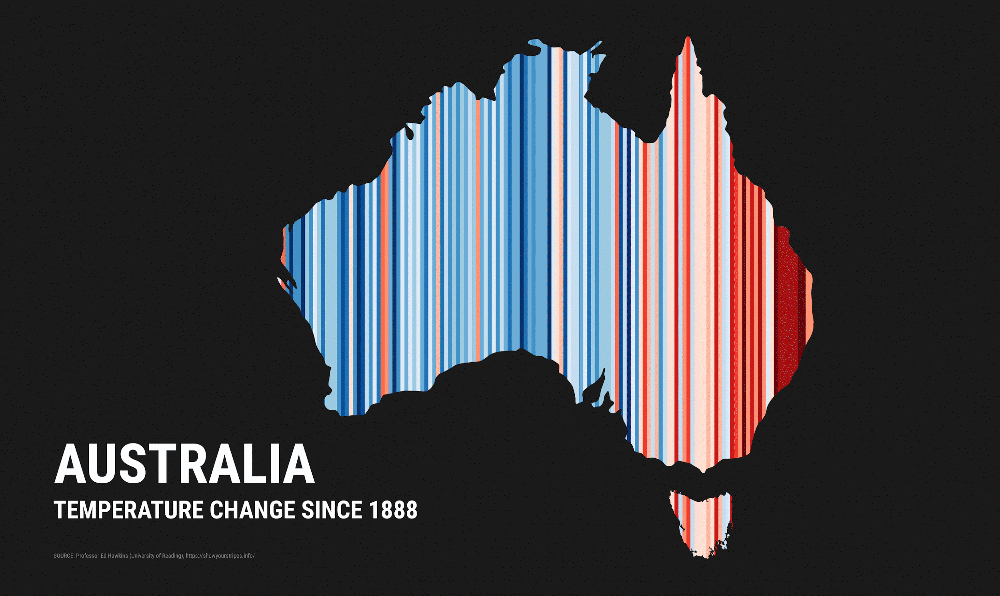 AUSTRALIA
TEMPERATURE CHANGE SINCE 1888
SOURCE: Professor Ed Hawkins (University of Reading), https://showyourstripes.info/